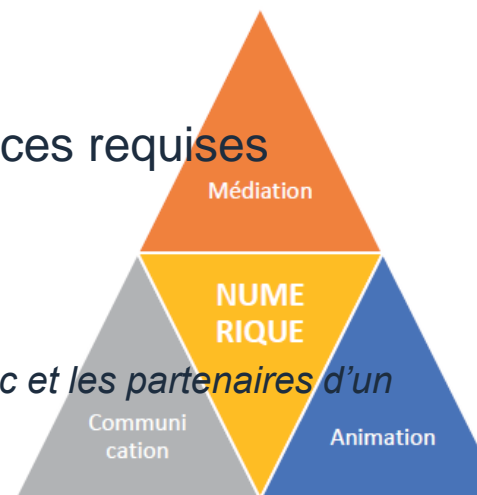 ces requises
Médiation
NUME
RIQUE
c et les partenaires d’un
Communi
cation
Animation